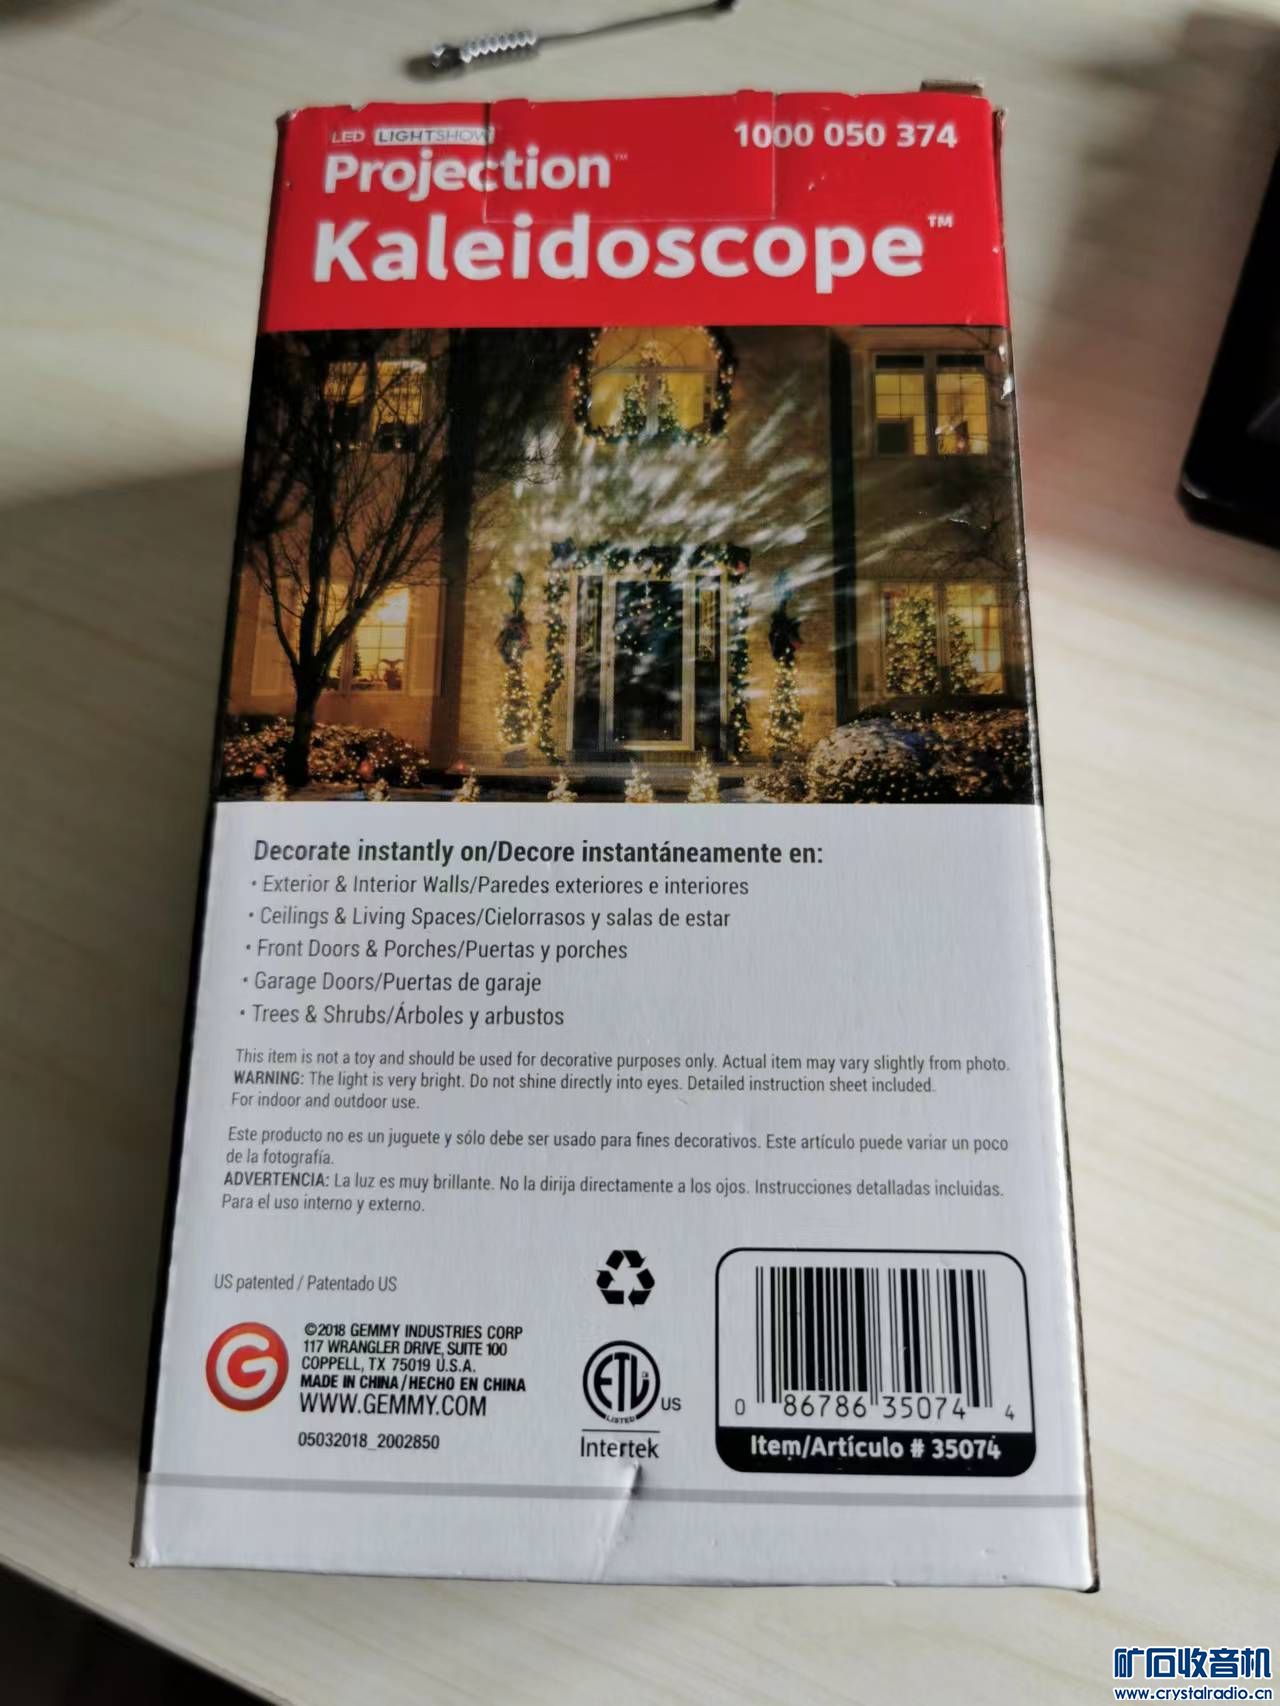 LED LIGHTSHOW
1000 050 374
Projection™
Kaleidoscope™
Decorate instantly on/Decore instantáneamente en:
• Exterior & Interior Walls/Paredes exteriores e interiores
• Ceilings & Living Spaces/Cielorrasos y salas de estar
• Front Doors & Porches/Puertas y porches
• Garage Doors/Puertas de garaje
• Trees & Shrubs/Árboles y arbustos
This item is not a toy and should be used for decorative purposes only. Actual item may vary slightly from photo.
WARNING: The light is very bright. Do not shine directly into eyes. Detailed instruction sheet included.
For indoor and outdoor use.
Este producto no es un juguete y sólo debe ser usado para fines decorativos. Este artículo puede variar un poco
de la fotografía.
ADVERTENCIA: La luz es muy brillante. No la dirija directamente a los ojos. Instrucciones detalladas incluidas.
Para el uso interno y externo.
US patented / Patentado US
G
©2018 GEMMY INDUSTRIES CORP
117 WRANGLER DRIVE, SUITE 100
COPPELL, TX 75019 U.S.A.
MADE IN CHINA/HECHO EN CHINA
WWW.GEMMY.COM
05032018_2002850
ETL
LISTED
US
Intertek
0 86786 35074 4
Item/Artículo # 35074
矿石收音机
www.crystalradio.cn